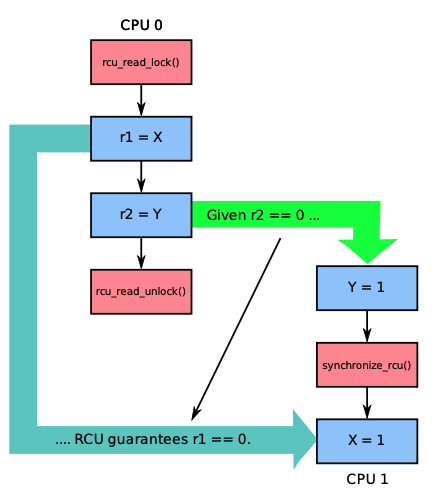 CPU 0
rcu_read_lock()
r1 = X
r2 = Y
Given r2 == 0 ...
rcu_read_unlock()
Y = 1
synchronize_rcu()
.... RCU guarantees r1 == 0.
X = 1
CPU 1